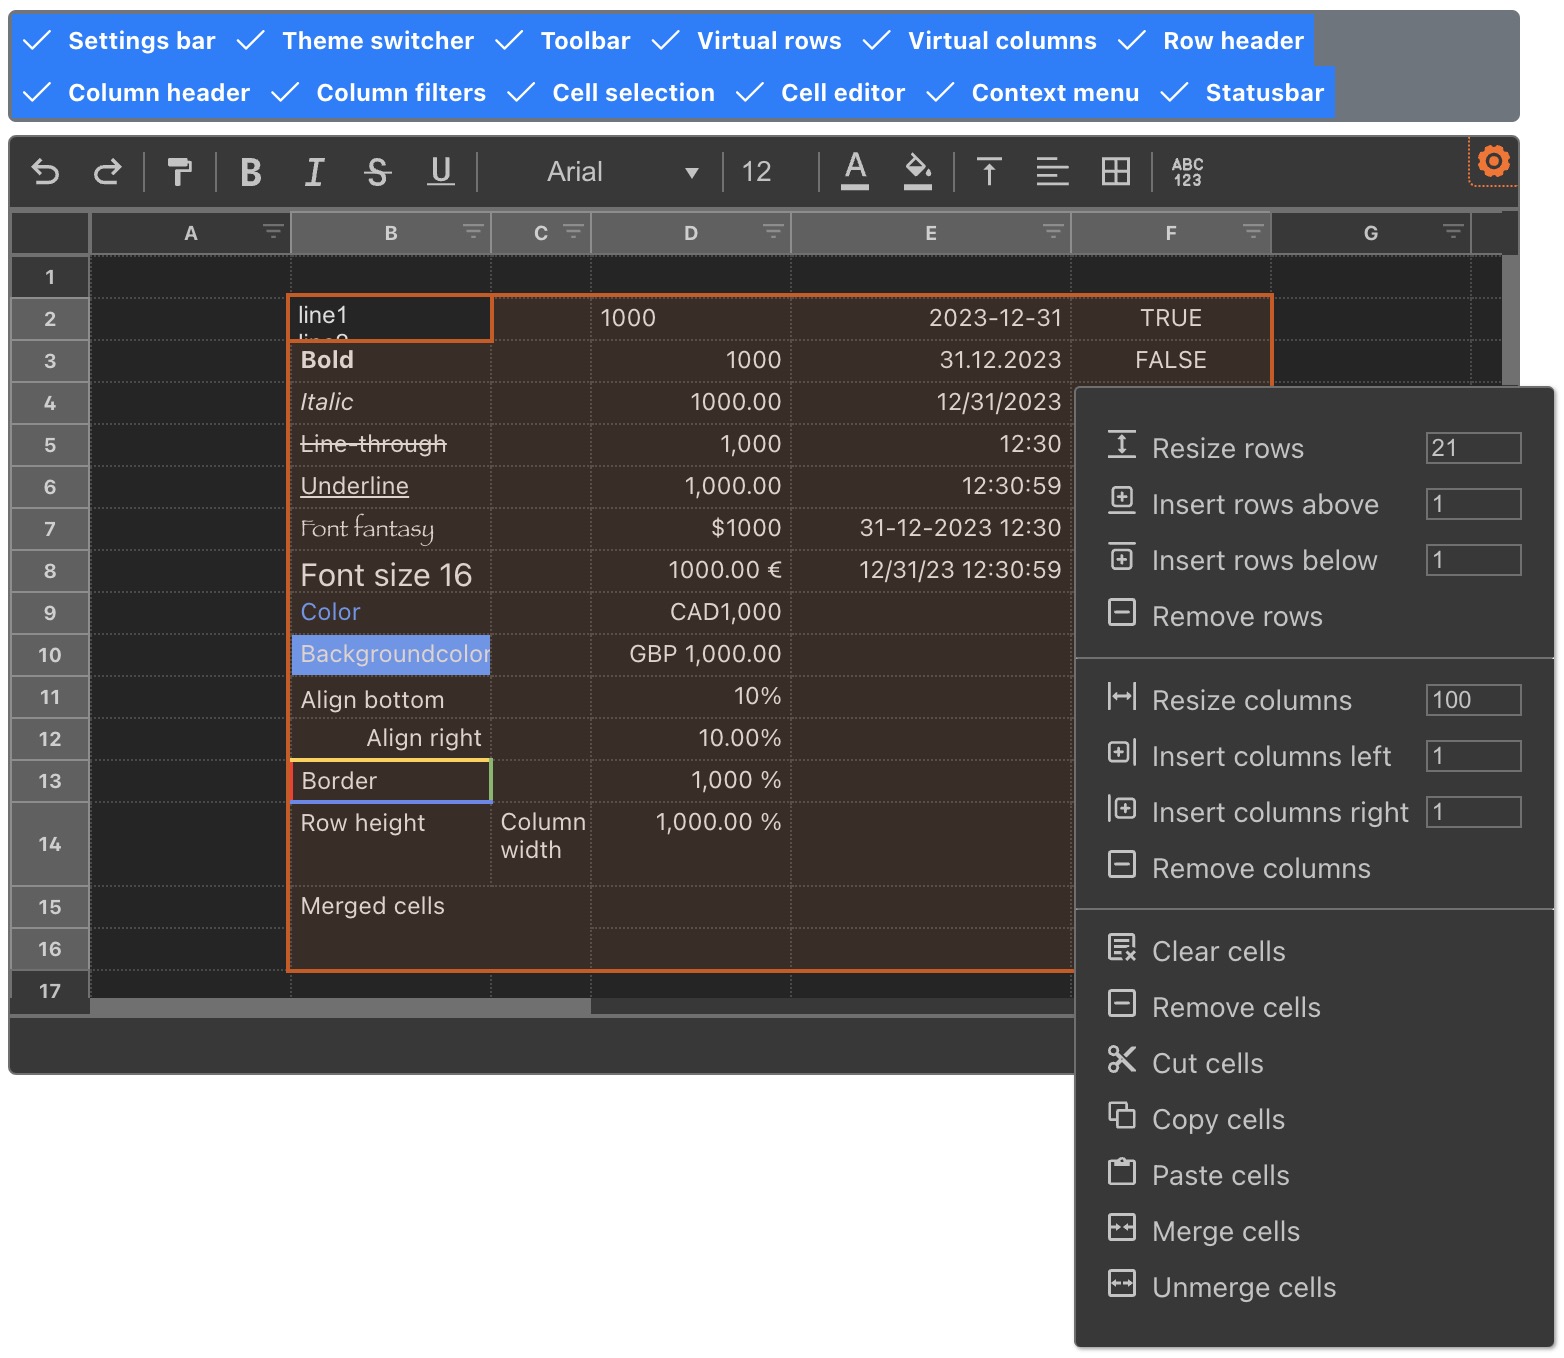 Settings bar Theme switcher Toolbar Virtual rows Virtual columns Row header
Column header Column filters Cell selection Cell editor Context menu Statusbar
B I S U Arial 12 A ABC 123
A B C D E F G
1
2 line1 1000 2023-12-31 TRUE
line2
3 Bold 1000 31.12.2023 FALSE
4 Italic 1000.00 12/31/2023
5 Line-through 1,000 12:30
6 Underline 1,000.00 12:30:59
7 Font fantasy $1000 31-12-2023 12:30
8 Font size 16 1000.00 € 12/31/23 12:30:59
9 Color CAD1,000
10 Backgroundcolor GBP 1,000.00
11 Align bottom 10%
12 Align right 10.00%
13 Border 1,000 %
14 Row height Column 1,000.00 %
width
15 Merged cells
16
17
Resize rows 21
Insert rows above 1
Insert rows below 1
Remove rows
Resize columns 100
Insert columns left 1
Insert columns right 1
Remove columns
Clear cells
Remove cells
Cut cells
Copy cells
Paste cells
Merge cells
Unmerge cells